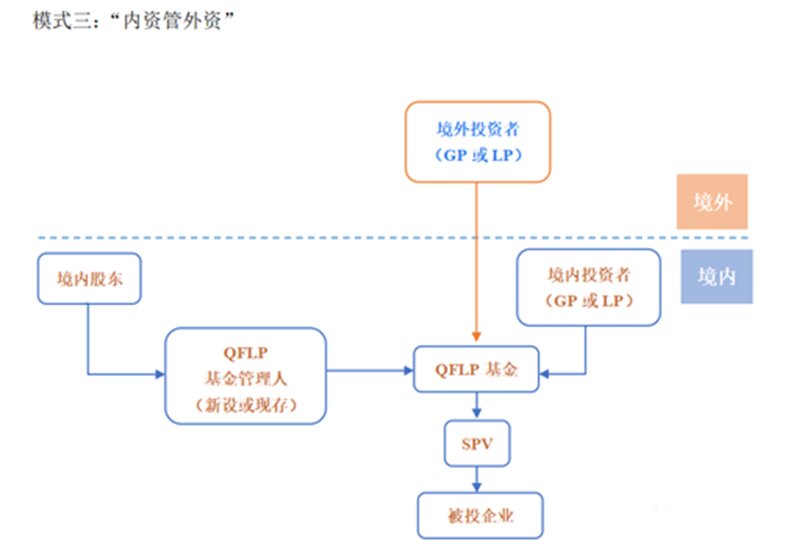 模式三：“内资管外资”
境外投资者
（GP 或 LP）
境外
境内股东
境内投资者
（GP 或 LP）
境内
QFLP
基金管理人
（新设或现存）
QFLP 基金
SPV
被投企业